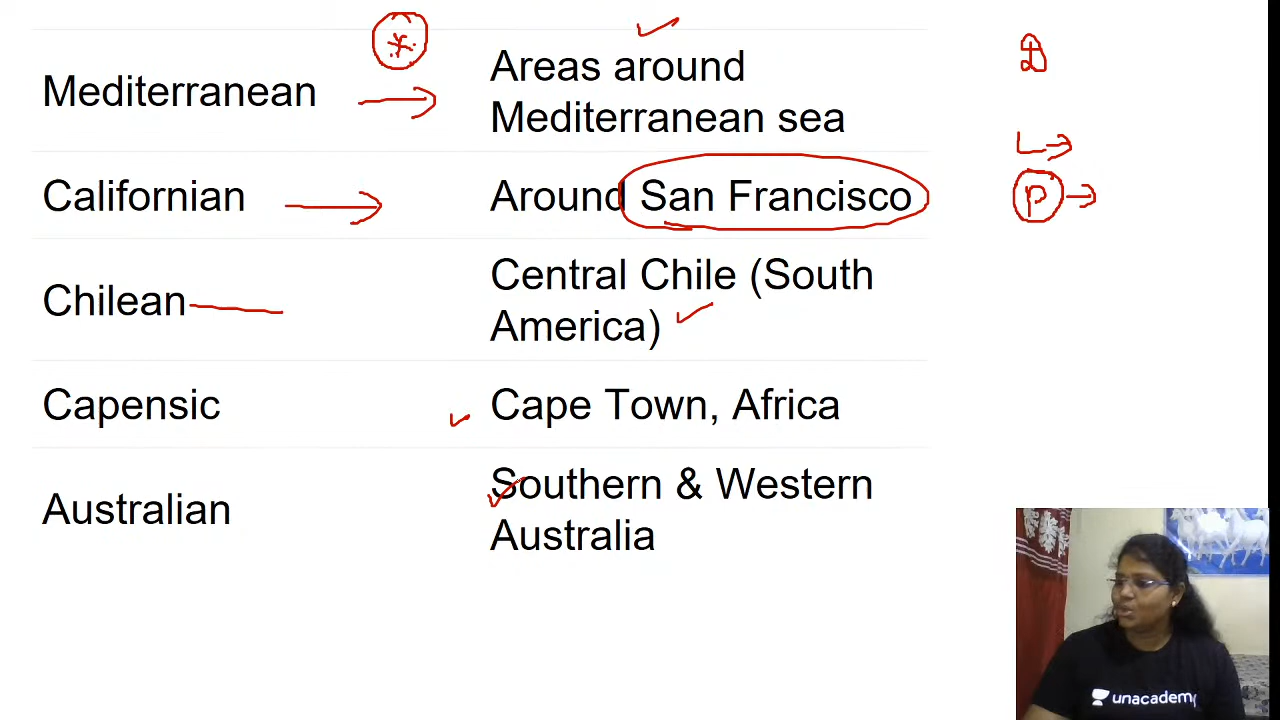 Mediterranean
Areas around
Mediterranean sea
Californian
Around San Francisco
L
P
Chilean
Central Chile (South
America)
Capensic
Cape Town, Africa
Australian
Southern & Western
Australia
unacademy